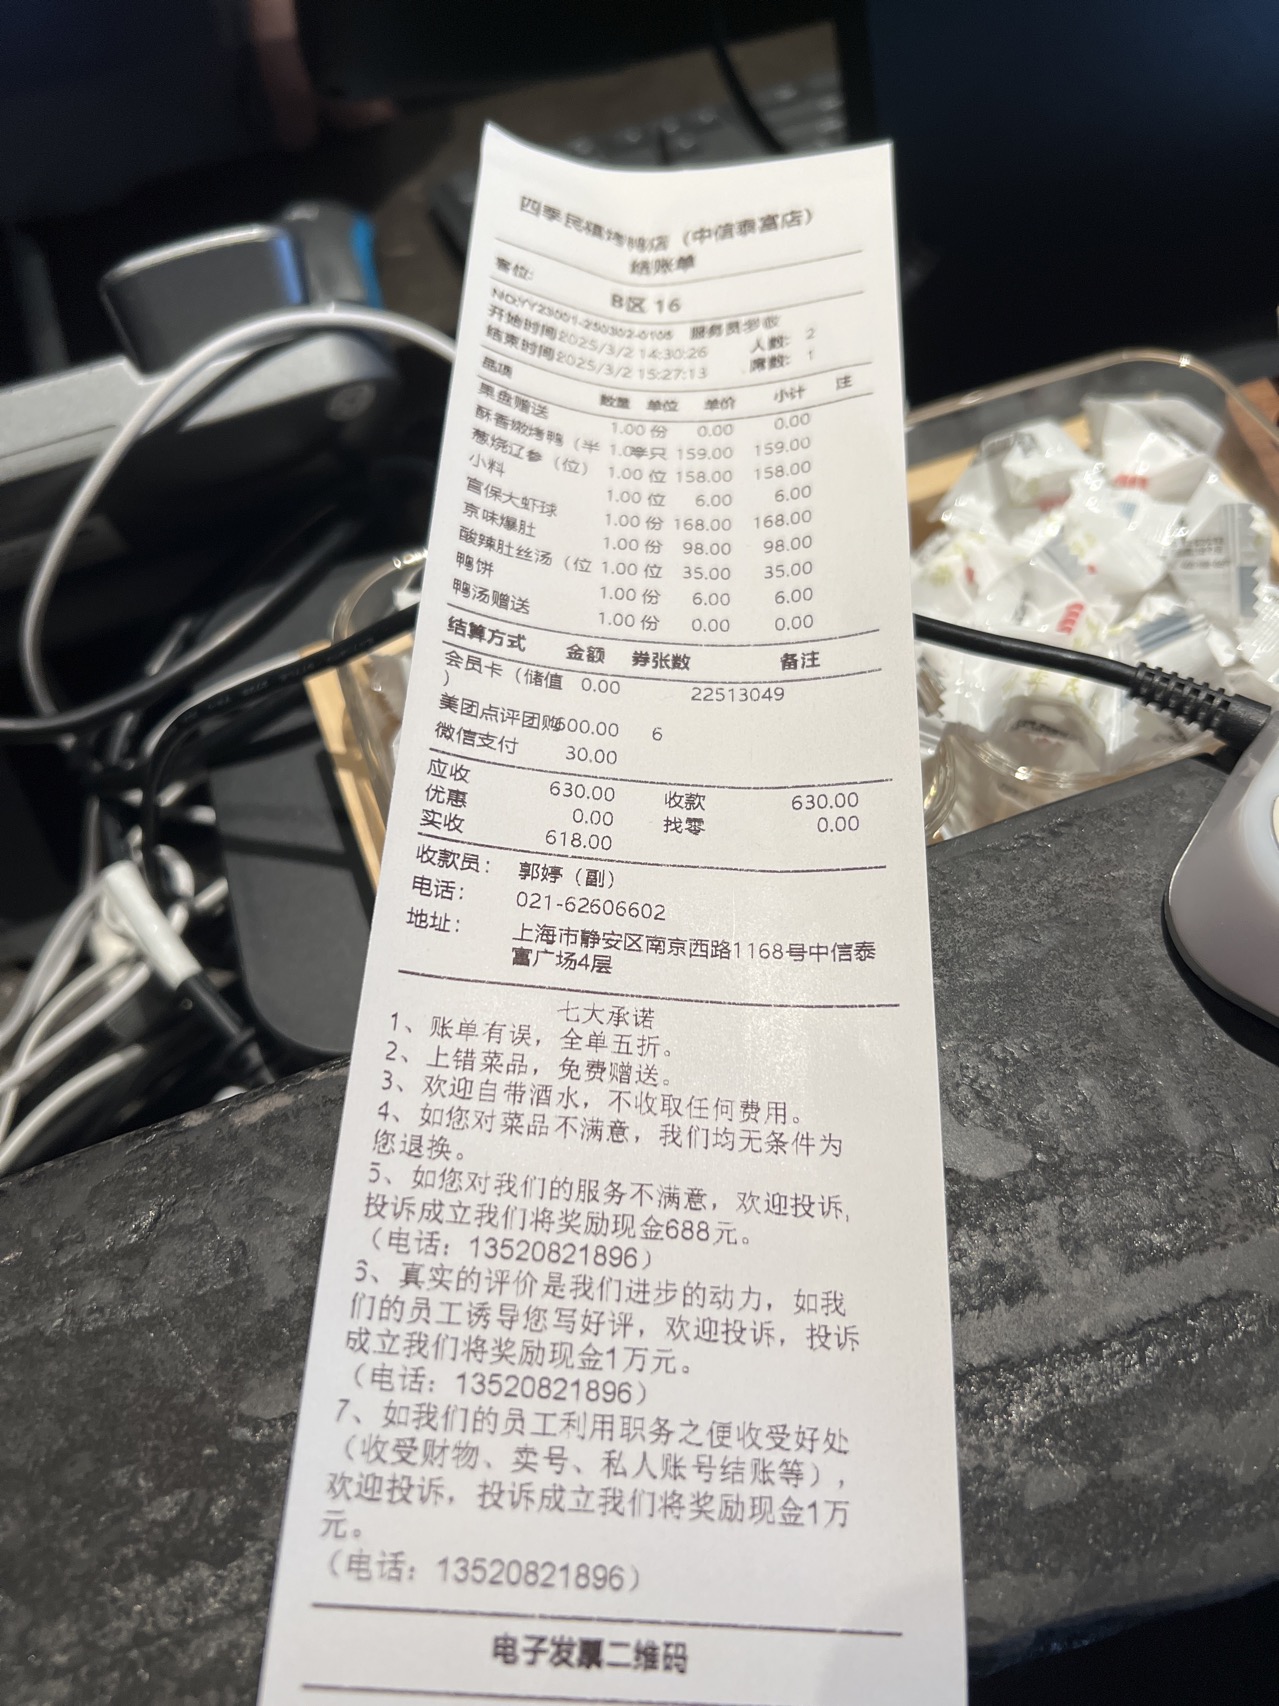 四季民福烤鸭店（中信泰富店）
结账单
客位: B区 16
NO:YY23001-250302-0105 服务员:
开始时间2025/3/2 14:30:26 人数: 2
结束时间2025/3/2 15:27:13 席数: 1
品项 数量 单位 单价 小计 注
果盘赠送 1.00 份 0.00 0.00
酥香嫩烤鸭（半 1.00 半只 159.00 159.00
葱烧辽参（位） 1.00 位 158.00 158.00
小料 1.00 位 6.00 6.00
宫保大虾球 1.00 份 168.00 168.00
京味爆肚 1.00 份 98.00 98.00
酸辣肚丝汤（位 1.00 位 35.00 35.00
鸭饼 1.00 份 6.00 6.00
鸭汤赠送 1.00 份 0.00 0.00
结算方式 金额 券张数 备注
会员卡（储值 0.00 22513049
）
美团点评团购600.00 6
微信支付 30.00
应收 630.00 收款 630.00
优惠 0.00 找零 0.00
实收 618.00
收款员: 郭婷（副）
电话: 021-62606602
地址: 上海市静安区南京西路1168号中信泰
富广场4层
七大承诺
1、账单有误，全单五折。
2、上错菜品，免费赠送。
3、欢迎自带酒水，不收取任何费用。
4、如您对菜品不满意，我们均无条件为
您退换。
5、如您对我们的服务不满意，欢迎投诉,
投诉成立我们将奖励现金688元。
（电话：13520821896）
6、真实的评价是我们进步的动力，如我
们的员工诱导您写好评，欢迎投诉，投诉
成立我们将奖励现金1万元。
（电话：13520821896）
7、如我们的员工利用职务之便收受好处
（收受财物、卖号、私人账号结账等），
欢迎投诉，投诉成立我们将奖励现金1万
元。
（电话：13520821896）
电子发票二维码